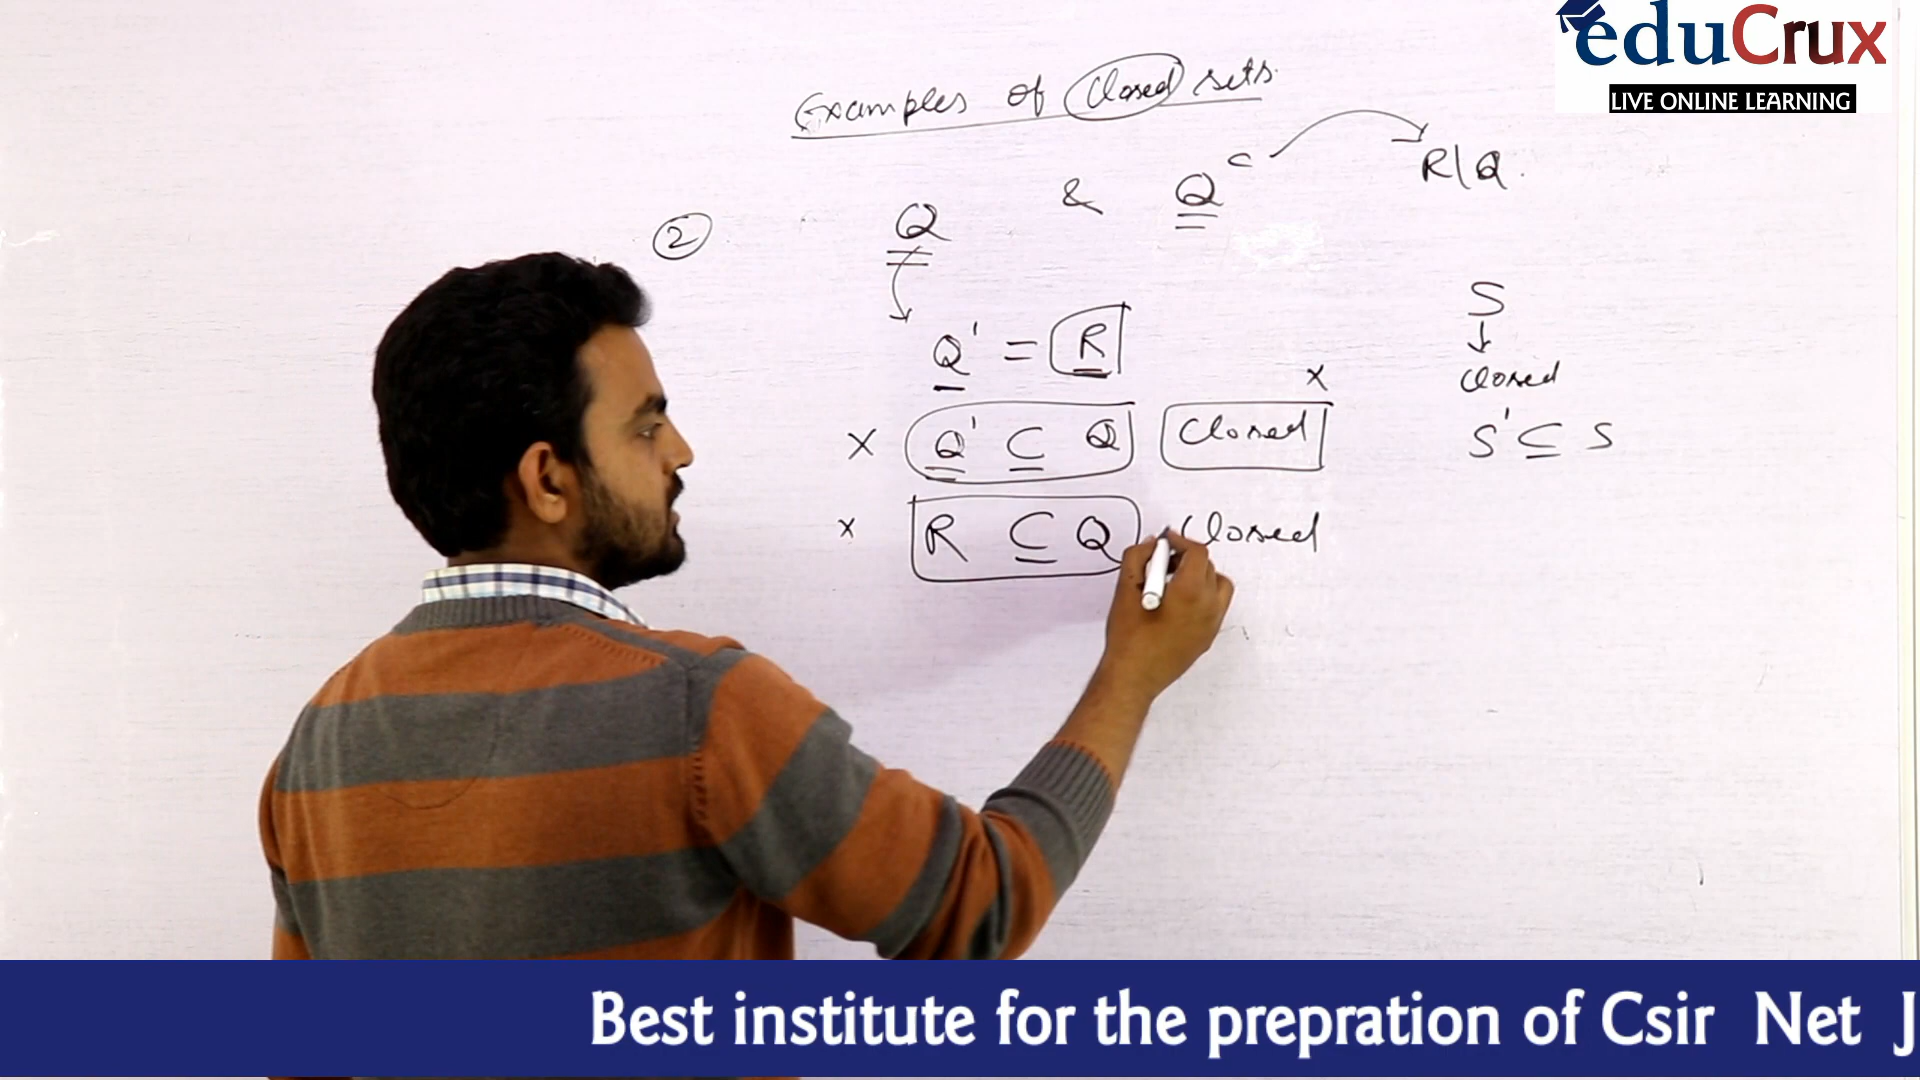 eduCrux
LIVE ONLINE LEARNING
Examples of closed sets.
② Q & Qᶜ R\Q.
Q' = R
× Q' ⊆ Q closed ×
× R ⊆ Q closed
S
↓
closed
S' ⊆ S
Best institute for the prepration of Csir Net J